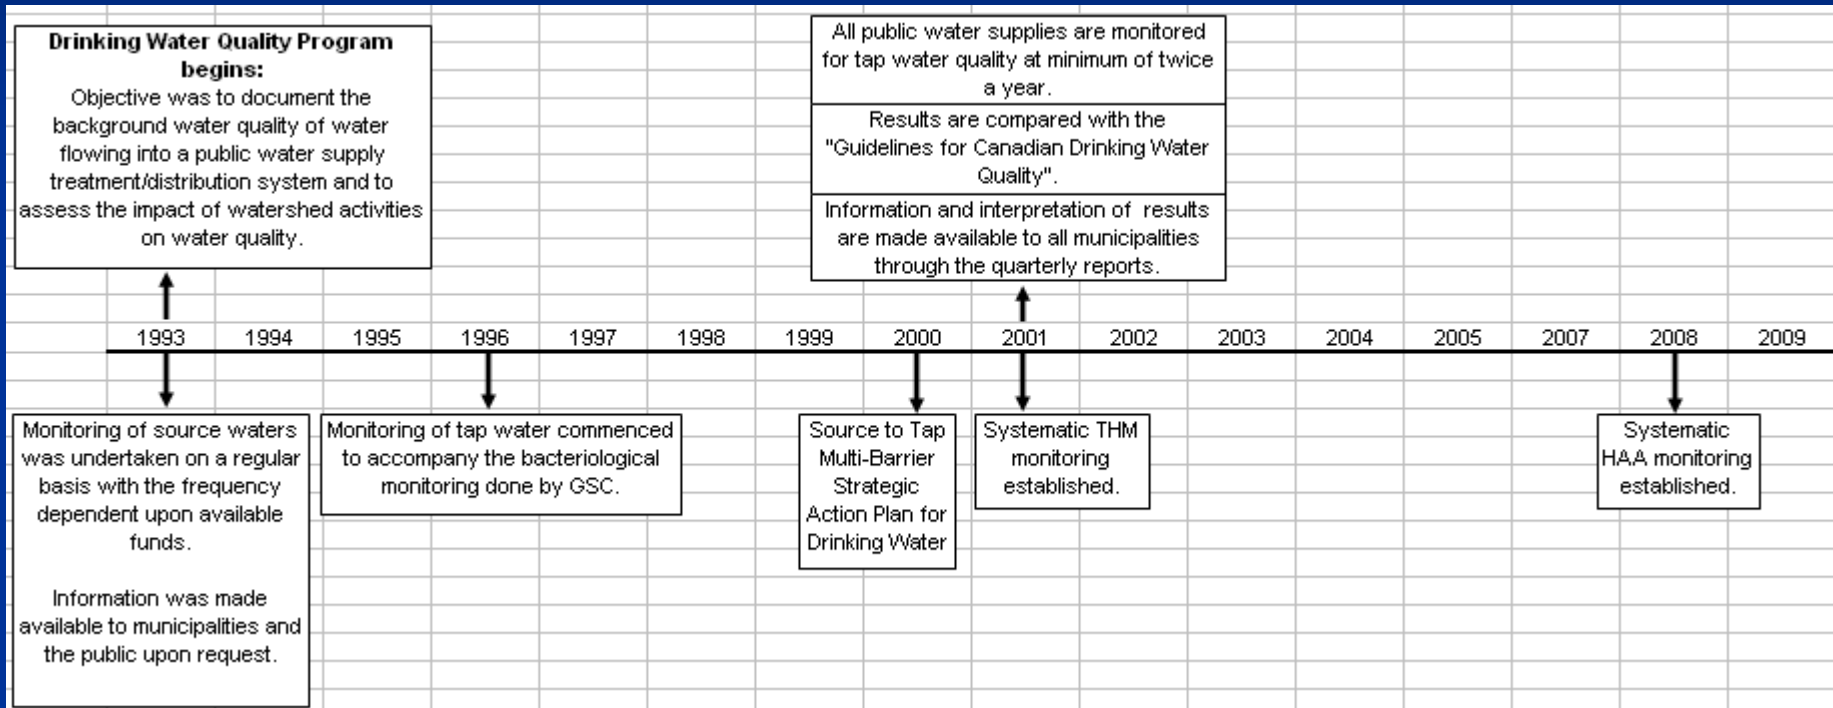 Drinking Water Quality Program
begins:
Objective was to document the
background water quality of water
flowing into a public water supply
treatment/distribution system and to
assess the impact of watershed activities
on water quality.
All public water supplies are monitored
for tap water quality at minimum of twice
a year.
Results are compared with the
"Guidelines for Canadian Drinking Water
Quality".
Information and interpretation of results
are made available to all municipalities
through the quarterly reports.
1993 1994 1995 1996 1997 1998 1999 2000 2001 2002 2003 2004 2005 2007 2008 2009
Monitoring of source waters
was undertaken on a regular
basis with the frequency
dependent upon available
funds.
Information was made
available to municipalities and
the public upon request.
Monitoring of tap water commenced
to accompany the bacteriological
monitoring done by GSC.
Source to Tap
Multi-Barrier
Strategic
Action Plan for
Drinking Water
Systematic THM
monitoring
established.
Systematic
HAA monitoring
established.